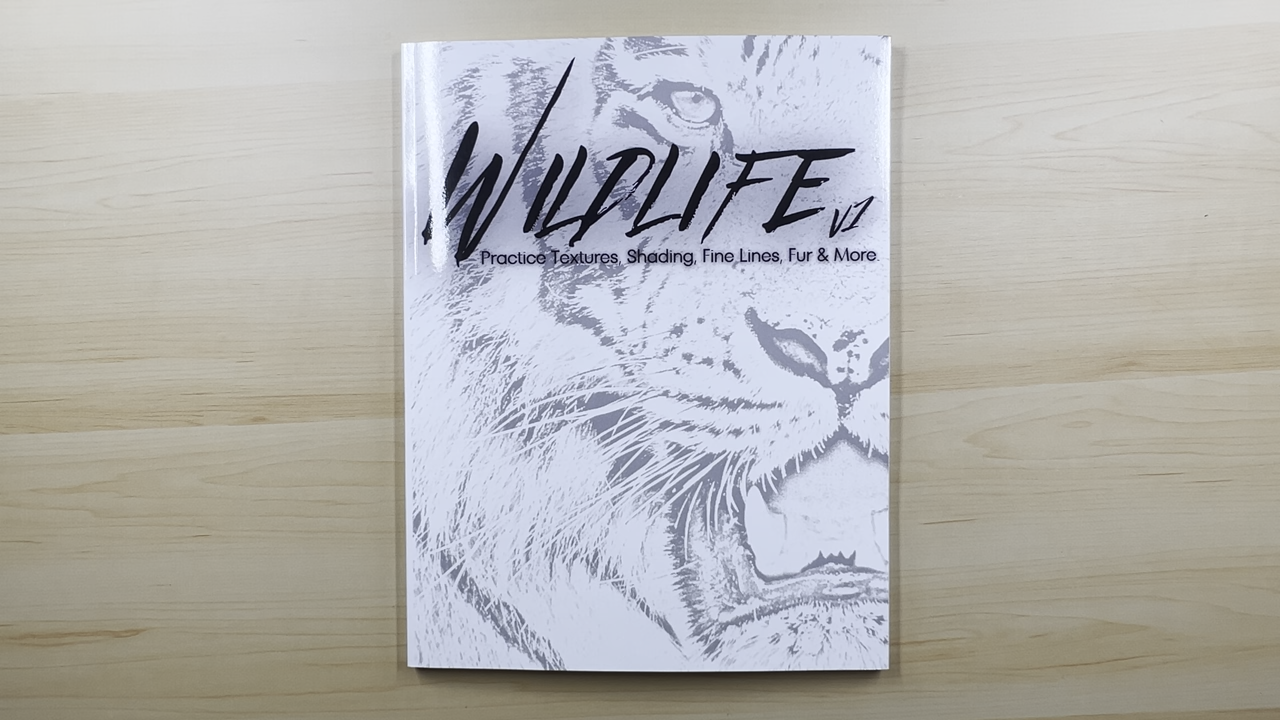 WILDLIFE V1
Practice Textures, Shading, Fine Lines, Fur & More.